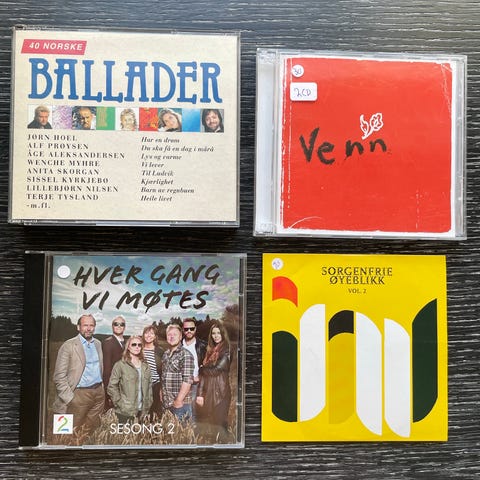 40 NORSKE
BALLADER
JØRN HOEL Har en drøm
ALF PRØYSEN Du ska få en dag i mårå
ÅGE ALEKSANDERSEN Lys og varme
WENCHE MYHRE Vi lever
ANITA SKORGAN Til Ludvik
SISSEL KYRKJEBØ Kjærlighet
LILLEBJØRN NILSEN Barn av regnbuen
TERJE TYSLAND Heile livet
-m.fl.
2CD
Venn
HVER GANG
VI MØTES
2
SESONG 2
SORGENFRIE
ØYEBLIKK
VOL. 2